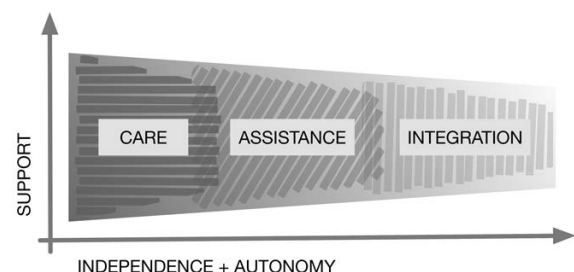 SUPPORT
CARE
ASSISTANCE
INTEGRATION
INDEPENDENCE + AUTONOMY